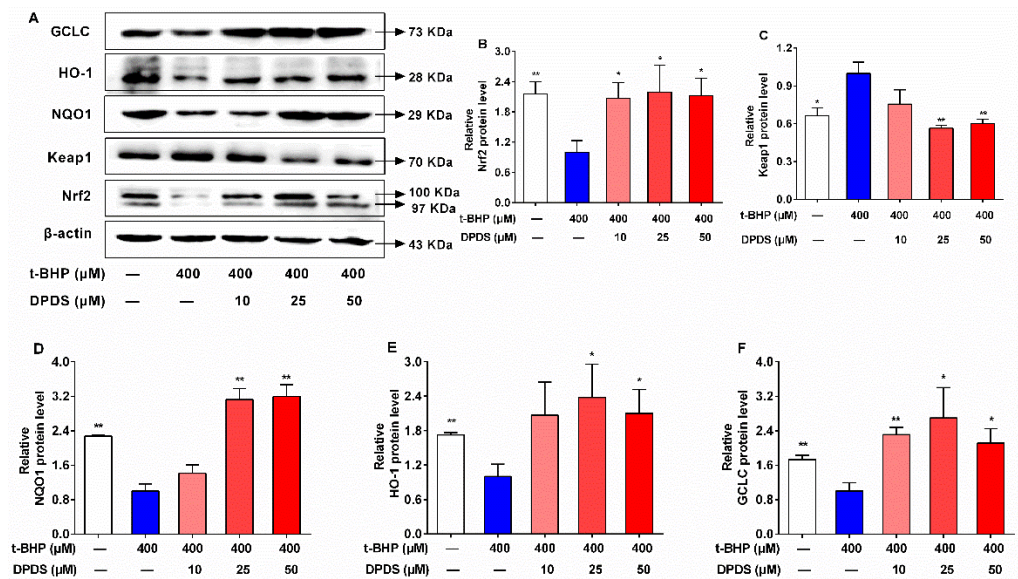 A
GCLC
73 KDa
HO-1
28 KDa
NQO1
29 KDa
Keap1
70 KDa
Nrf2
100 KDa
97 KDa
β-actin
43 KDa
t-BHP (μM) — 400 400 400 400
DPDS (μM) — — 10 25 50
B
Relative
Nrf2 protein level
3.0
2.4
1.8
1.2
0.6
0.0
** * * *
t-BHP (μM) — 400 400 400 400
DPDS (μM) — — 10 25 50
C
Relative
Keap1 protein level
1.2
0.9
0.6
0.3
0.0
* ** **
t-BHP (μM) — 400 400 400 400
DPDS (μM) — — 10 25 50
D
Relative
NQO1 protein level
4.0
3.2
2.4
1.6
0.8
0.0
** ** **
t-BHP (μM) — 400 400 400 400
DPDS (μM) — — 10 25 50
E
Relative
HO-1 protein level
3.0
2.4
1.8
1.2
0.6
0.0
** * *
t-BHP (μM) — 400 400 400 400
DPDS (μM) — — 10 25 50
F
Relative
GCLC protein level
4.0
3.2
2.4
1.6
0.8
0.0
** ** * *
t-BHP (μM) — 400 400 400 400
DPDS (μM) — — 10 25 50